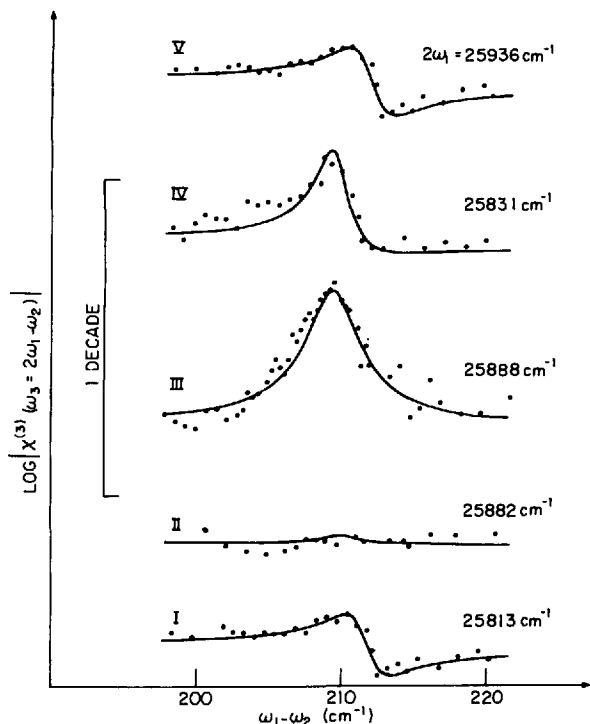 V
2ω₁ = 25936 cm⁻¹
IV
25831 cm⁻¹
III
25888 cm⁻¹
II
25882 cm⁻¹
I
25813 cm⁻¹
1 DECADE
LOG|χ⁽³⁾ (ω₃ = 2ω₁-ω₂)|
200 210 220
ω₁-ω₂ (cm⁻¹)